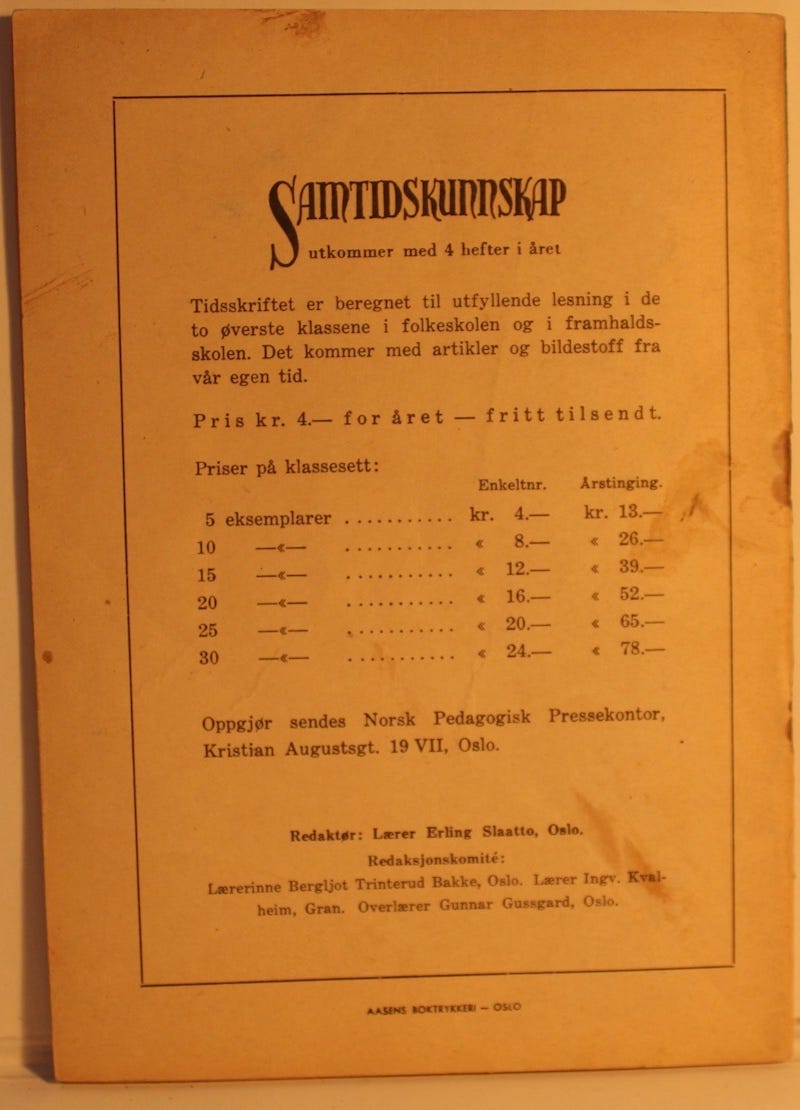 SAMTIDSKUNNSKAP
utkommer med 4 hefter i året
Tidsskriftet er beregnet til utfyllende lesning i de
to øverste klassene i folkeskolen og i framhalds-
skolen. Det kommer med artikler og bildestoff fra
vår egen tid.
Pris kr. 4.— for året — fritt tilsendt.
Priser på klassesett:
Enkeltnr. Årstinging.
5 eksemplarer ........... kr. 4.— kr. 13.—
10 —«— ........... « 8.— « 26.—
15 —«— ........... « 12.— « 39.—
20 —«— ........... « 16.— « 52.—
25 —«— ........... « 20.— « 65.—
30 —«— ........... « 24.— « 78.—
Oppgjør sendes Norsk Pedagogisk Pressekontor,
Kristian Augustsgt. 19 VII, Oslo.
Redaktør: Lærer Erling Slaatto, Oslo.
Redaksjonskomité:
Lærerinne Bergljot Trinterud Bakke, Oslo. Lærer Ingv. Kval-
heim, Gran. Overlærer Gunnar Gussgard, Oslo.
AASENS BOKTRYKKERI — OSLO